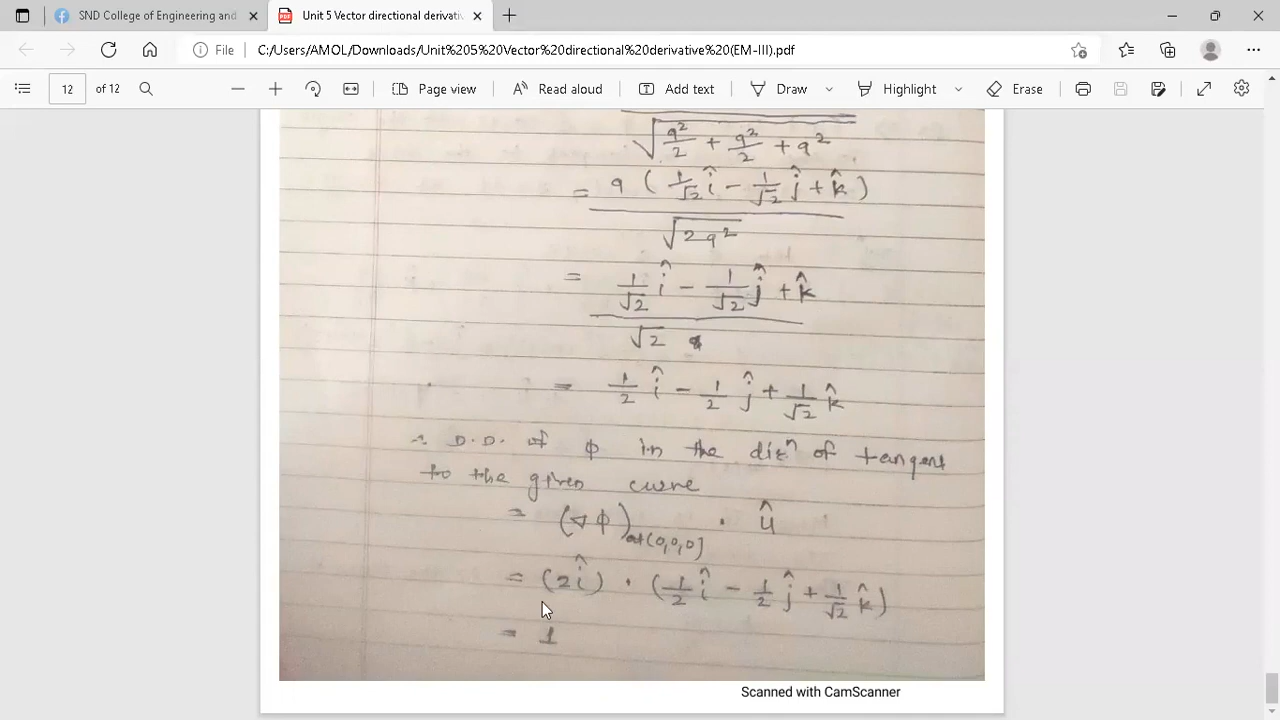 SND College of Engineering and
Unit 5 Vector directional derivativ
File C:/Users/AMOL/Downloads/Unit%205%20Vector%20directional%20derivative%20(EM-III).pdf
12 of 12 Page view Read aloud Add text Draw Highlight Erase
√(a²/2 + a²/2 + a²)
= a (1/√2 î - 1/√2 ĵ + k̂)
√(2a²)
= 1/√2 î - 1/√2 ĵ + k̂
√2
= 1/2 î - 1/2 ĵ + 1/√2 k̂
∴ D.D. of φ in the dirⁿ of tangent
to the given curve
= (∇φ)at(0,0,0) · û
= (2î) · (1/2 î - 1/2 ĵ + 1/√2 k̂)
= 1
Scanned with CamScanner